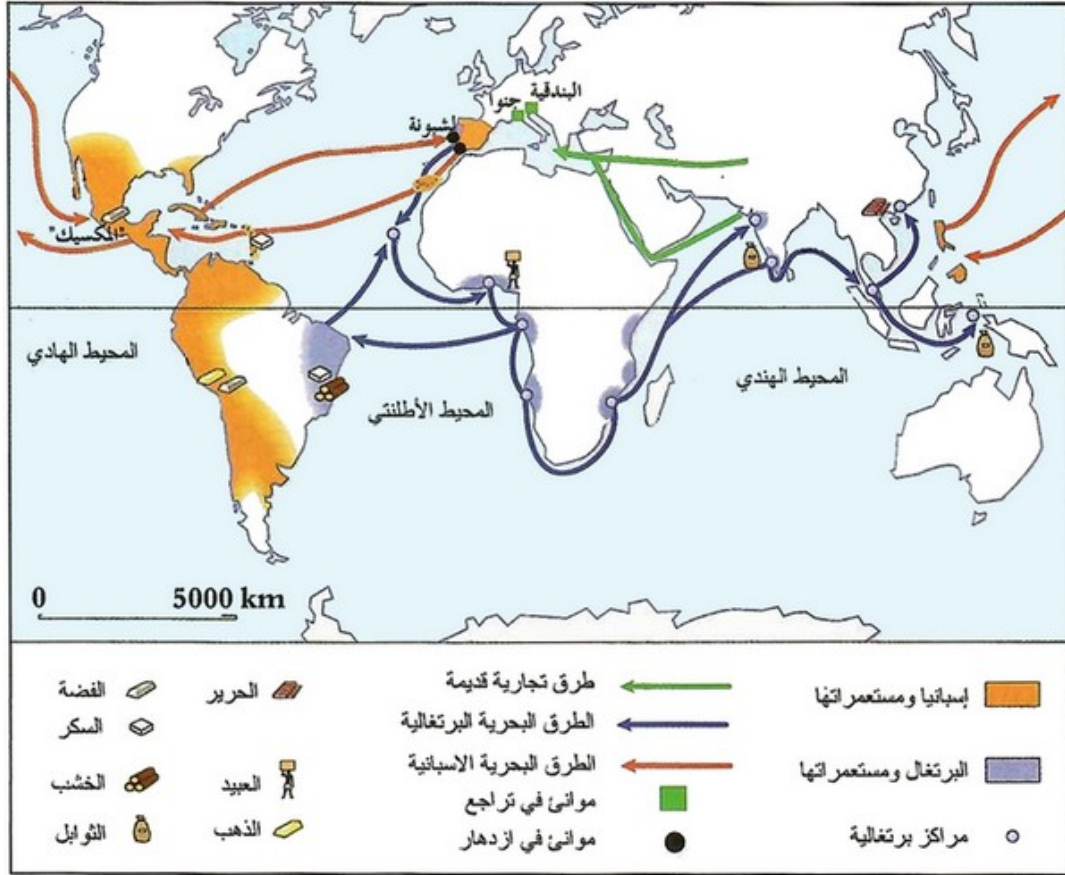 البندقية
جنوا
لشبونة
"المكسيك"
المحيط الهادي
المحيط الأطلنتي
المحيط الهندي
0 5000 km
إسبانيا ومستعمراتها
البرتغال ومستعمراتها
مراكز برتغالية
طرق تجارية قديمة
الطرق البحرية البرتغالية
الطرق البحرية الاسبانية
موانئ في تراجع
موانئ في ازدهار
الحرير
العبيد
الذهب
الفضة
السكر
الخشب
التوابل